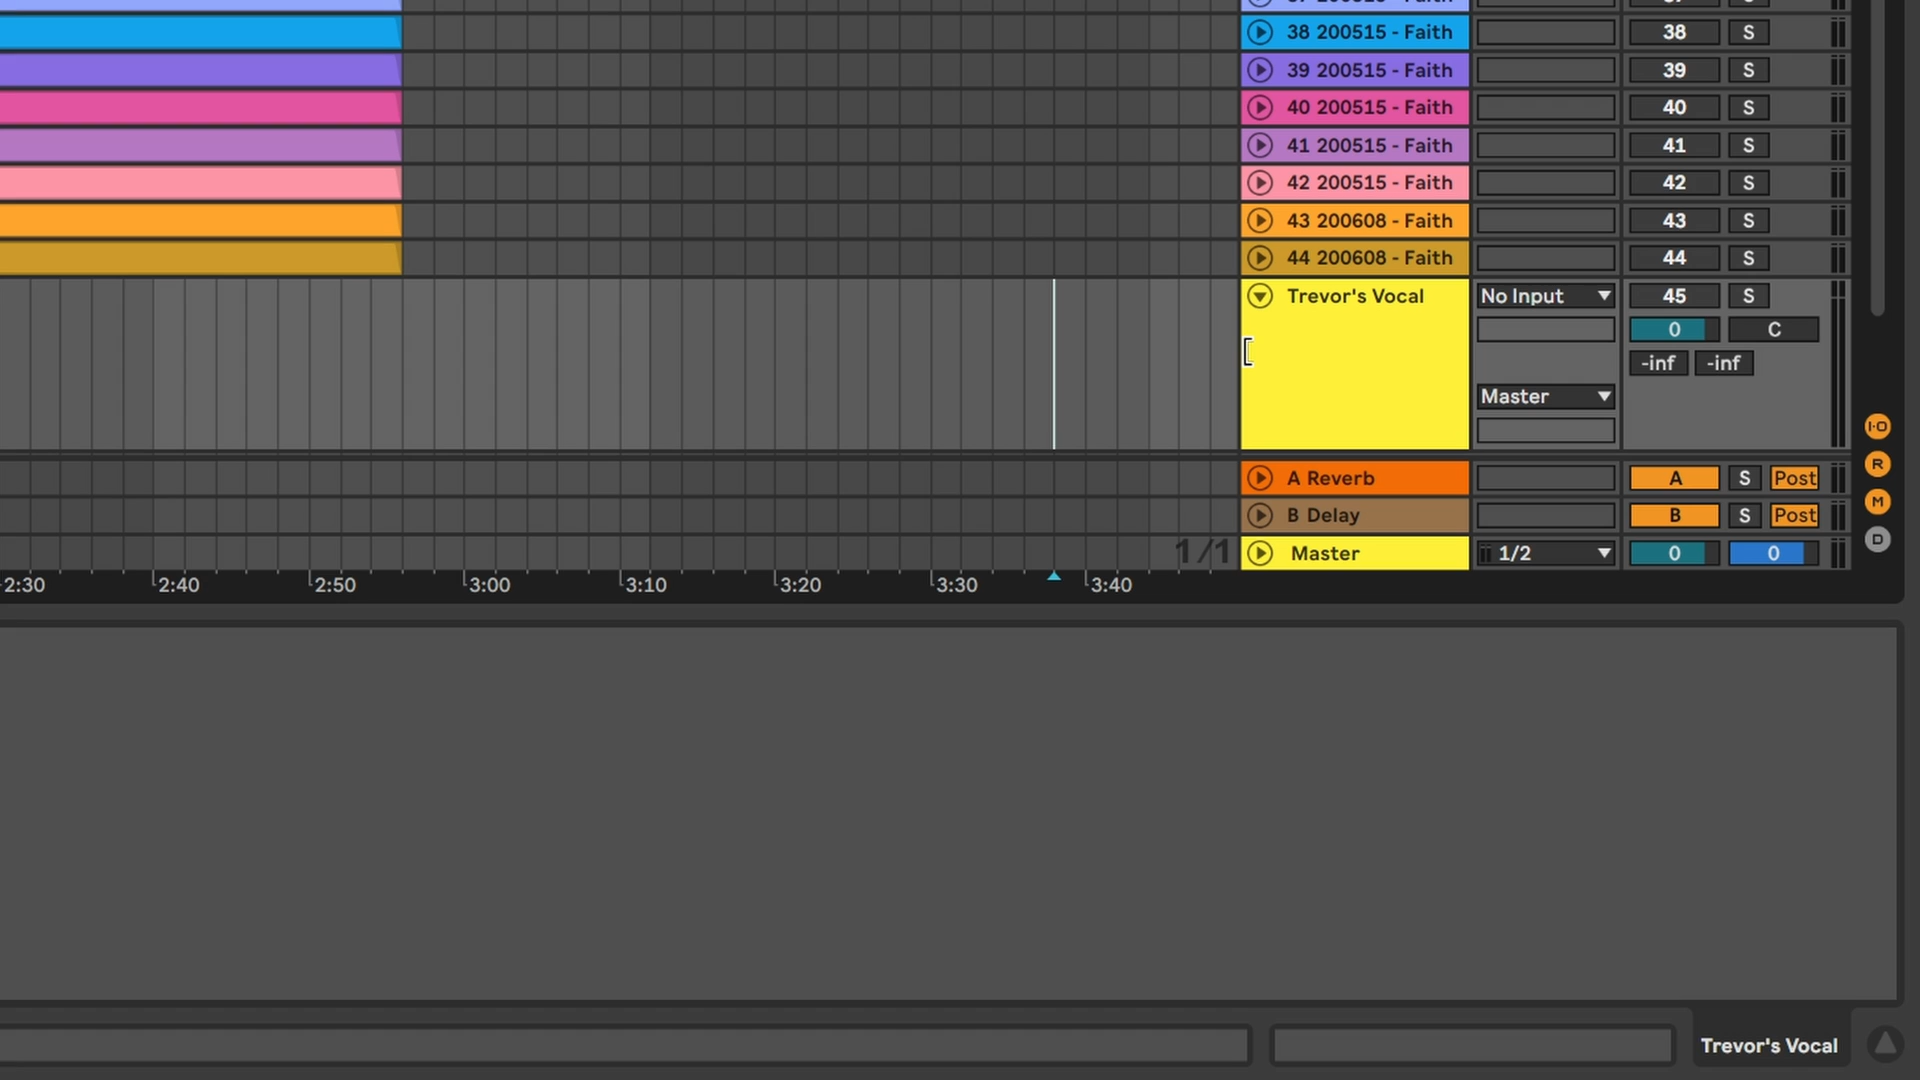 38 200515 - Faith 38 S
39 200515 - Faith 39 S
40 200515 - Faith 40 S
41 200515 - Faith 41 S
42 200515 - Faith 42 S
43 200608 - Faith 43 S
44 200608 - Faith 44 S
Trevor's Vocal No Input 45 S
0 C
-inf -inf
Master
I·O
A Reverb A S Post
R
M
B Delay B S Post
D
1/1 Master 1/2 0 0
2:30 2:40 2:50 3:00 3:10 3:20 3:30 3:40
Trevor's Vocal